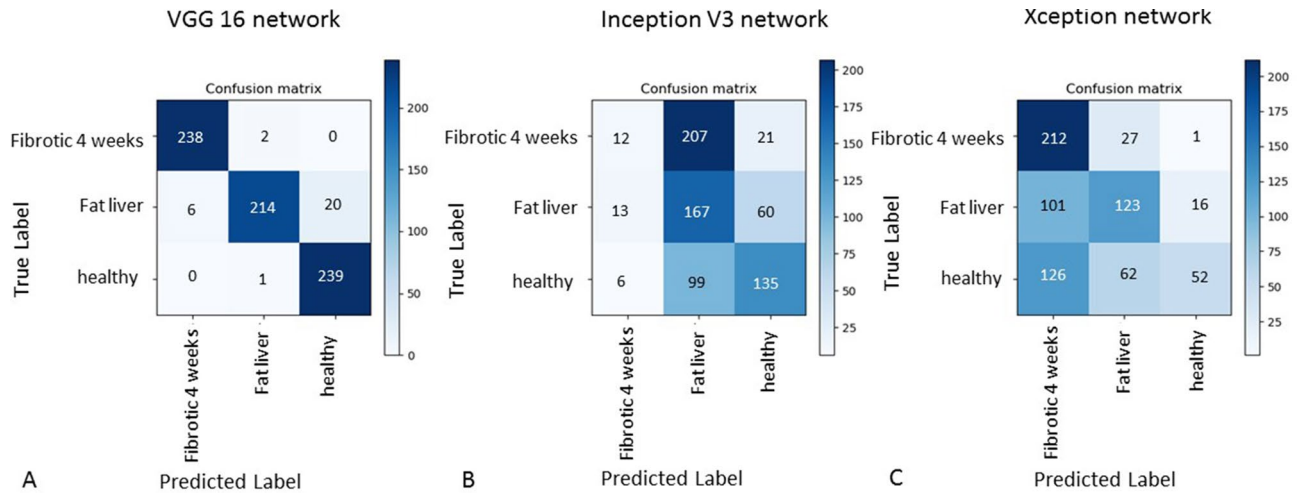 VGG 16 network
Confusion matrix
Fibrotic 4 weeks
Fat liver
healthy
True Label
238 2 0
6 214 20
0 1 239
200
150
100
50
0
Fibrotic 4 weeks
Fat liver
healthy
A
Predicted Label
Inception V3 network
Confusion matrix
Fibrotic 4 weeks
Fat liver
healthy
True Label
12 207 21
13 167 60
6 99 135
200
175
150
125
100
75
50
25
Fibrotic 4 weeks
Fat liver
healthy
B
Predicted Label
Xception network
Confusion matrix
Fibrotic 4 weeks
Fat liver
healthy
True Label
212 27 1
101 123 16
126 62 52
200
175
150
125
100
75
50
25
Fibrotic 4 weeks
Fat liver
healthy
C
Predicted Label